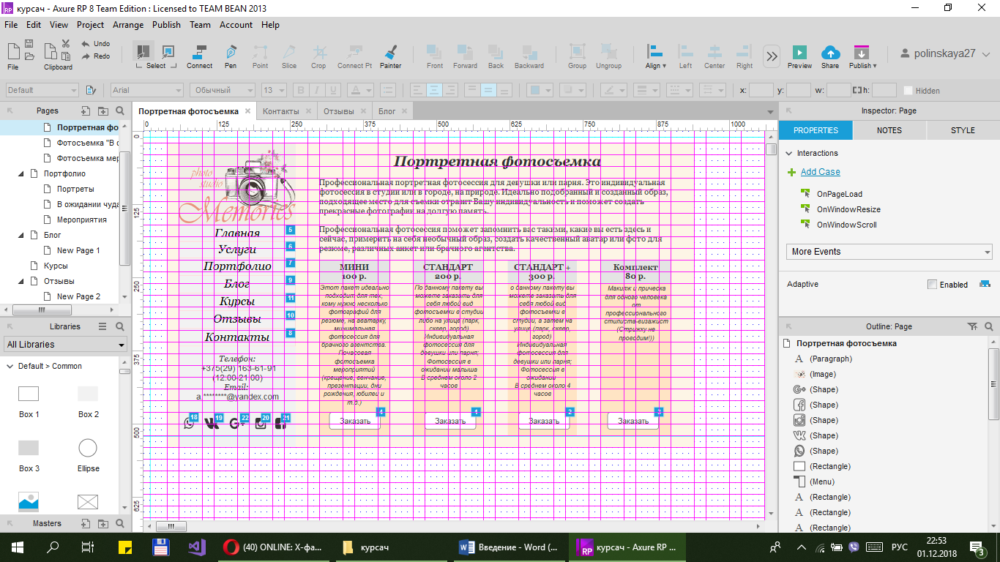 курсач - Axure RP 8 Team Edition : Licensed to TEAM BEAN 2013
File Edit View Project Arrange Publish Team Account Help
Undo
Redo
File Clipboard Select Connect Pen Point Slice Crop Connect Pt Painter Front Forward Back Backward Group Ungroup Align Left Center Right Preview Share Publish polinskaya27
Default Arial Обычный 13 B I U A x: y: w: h: Hidden
Pages
Портретная фо
Фотосъемка "В о
Фотосъемка мер
Портфолио
Портреты
В ожидании чуда
Мероприятия
Блог
New Page 1
Курсы
Отзывы
New Page 2
Libraries
All Libraries
Default > Common
Box 1 Box 2
Box 3 Ellipse
Masters
Портретная фотосъемка Контакты Отзывы Блог
0 125 250 375 500 625 750 875 1000
0
125
250
375
500
625
photo
studio
Memories
Главная 5
Услуги 6
Портфолио 7
Блог 9
Курсы 11
Отзывы 10
Контакты 8
Телефон:
+375(29) 163-61-91
(12:00-21:00)
Email:
a.********@yandex.com
18 19 22 20 21
Портретная фотосъемка
Профессиональная портретная фотосессия для девушки или парня. Это индивидуальная
фотосессия в студии или в городе, на природе. Идеально подобранный и созданный образ,
подходящее место для съемки отразит Вашу индивидуальность и поможет создать
прекрасные фотографии на долгую память.
Профессиональная фотосессия поможет запомнить вас такими, какие вы есть здесь и
сейчас, примерить на себя необычный образ, создать качественный аватар или фото для
резюме, различных анкет или брачного агентства.
МИНИ
100 р.
Этот пакет идеально
подходит для тех,
кому нужно несколько
фотографий для
резюме, на аватарку,
минимальная
фотосессия для
брачного агентства.
Почасовая
фотосъемка
мероприятий
(крещение, венчание,
презентации, дни
рождения, юбилеи и
т.д.)
Заказать 4
СТАНДАРТ
200 р.
По данному пакету вы
можете заказать для
себя любой вид
фотосъемки в студии
либо на улице (парк,
сквер, город)
Индивидуальная
фотосессия для
девушки или парня;
Фотосессия в
ожидании малыша
В среднем около 2
часов
Заказать 1
СТАНДАРТ +
300 р.
о данному пакету вы
можете заказать для
себя любой вид
фотосъемки в
студии, а затем на
улице (парк, сквер,
город)
Индивидуальная
фотосессия для
девушки или парня;
Фотосессия в
ожидании
В среднем около 4
часов
Заказать 2
Комплект
80 р.
Макияж и прическа
для одного человека
от
профессионального
стилиста-визажист
(Стрижку не
проводим!))
Заказать 3
Inspector: Page
PROPERTIES NOTES STYLE
Interactions
Add Case
OnPageLoad
OnWindowResize
OnWindowScroll
More Events
Adaptive Enabled
Outline: Page
Портретная фотосъемка
(Paragraph)
(Image)
(Shape)
(Shape)
(Shape)
(Shape)
(Shape)
(Rectangle)
(Menu)
(Rectangle)
(Rectangle)
(Rectangle)
(40) ONLINE: X-фа... курсач Введение - Word (... курсач - Axure RP ... РУС 22:53
01.12.2018 3